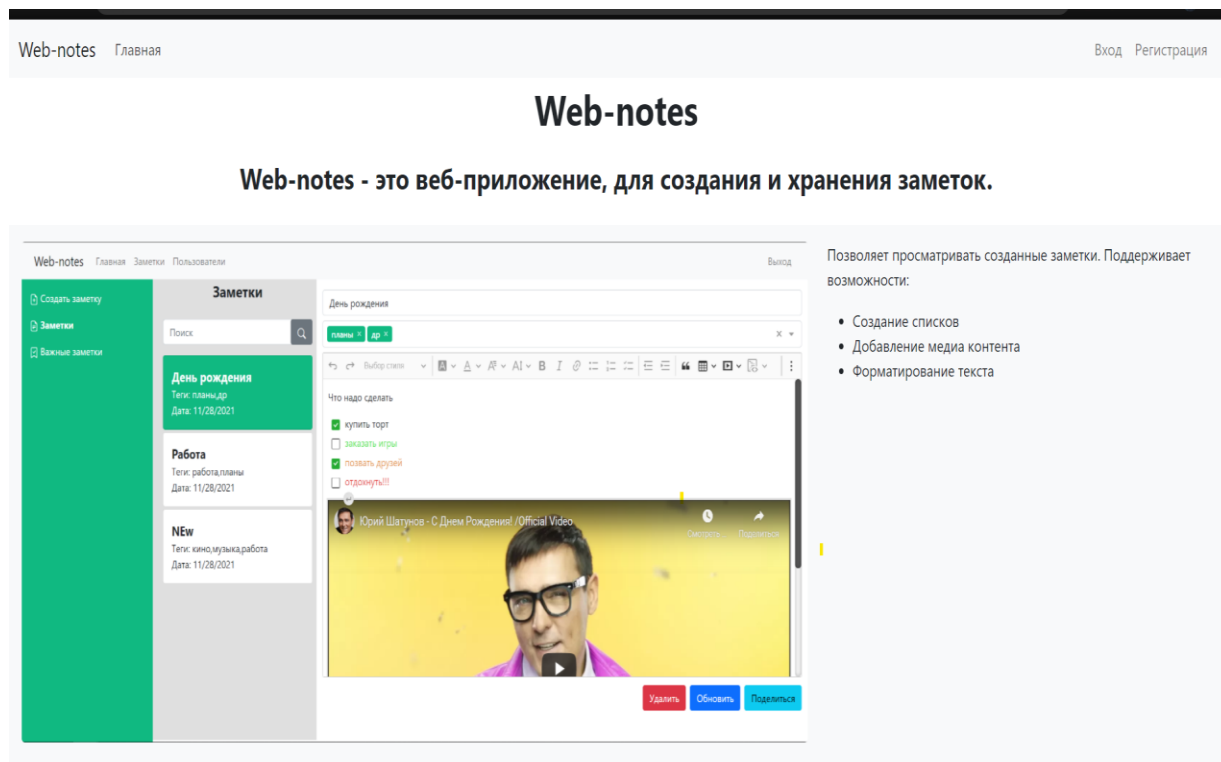 Web-notes Главная Вход Регистрация
Web-notes
Web-notes - это веб-приложение, для создания и хранения заметок.
Web-notes Главная Заметки Пользователи Выход
Создать заметку
Заметки
Важные заметки
Заметки
Поиск
День рождения
Теги: планы,др
Дата: 11/28/2021
Работа
Теги: работа,планы
Дата: 11/28/2021
NEw
Теги: кино,музыка,работа
Дата: 11/28/2021
День рождения
планы × др ×
Выбор стиля
Что надо сделать
купить торт
заказать игры
позвать друзей
отдохнуть!!!
Юрий Шатунов - С Днем Рождения! /Official Video
Смотреть Поделиться
Удалить Обновить Поделиться
Позволяет просматривать созданные заметки. Поддерживает
возможности:
Создание списков
Добавление медиа контента
Форматирование текста